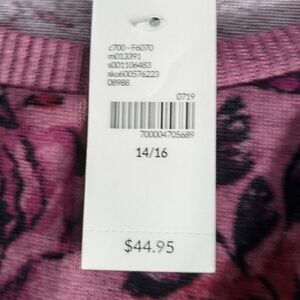 c700 - F6070
m013391
s001106483
sku600576223
08988
0719
700004705689
14/16
$44.95